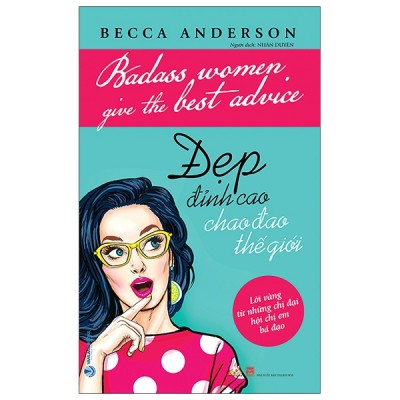 BECCA ANDERSON
Người dịch: NHÂN DUYÊN
Badass women
give the best advice
Đẹp
đỉnh cao
chao đảo
thế giới
Lời vàng
từ những chị đại
hội chị em
bá đạo